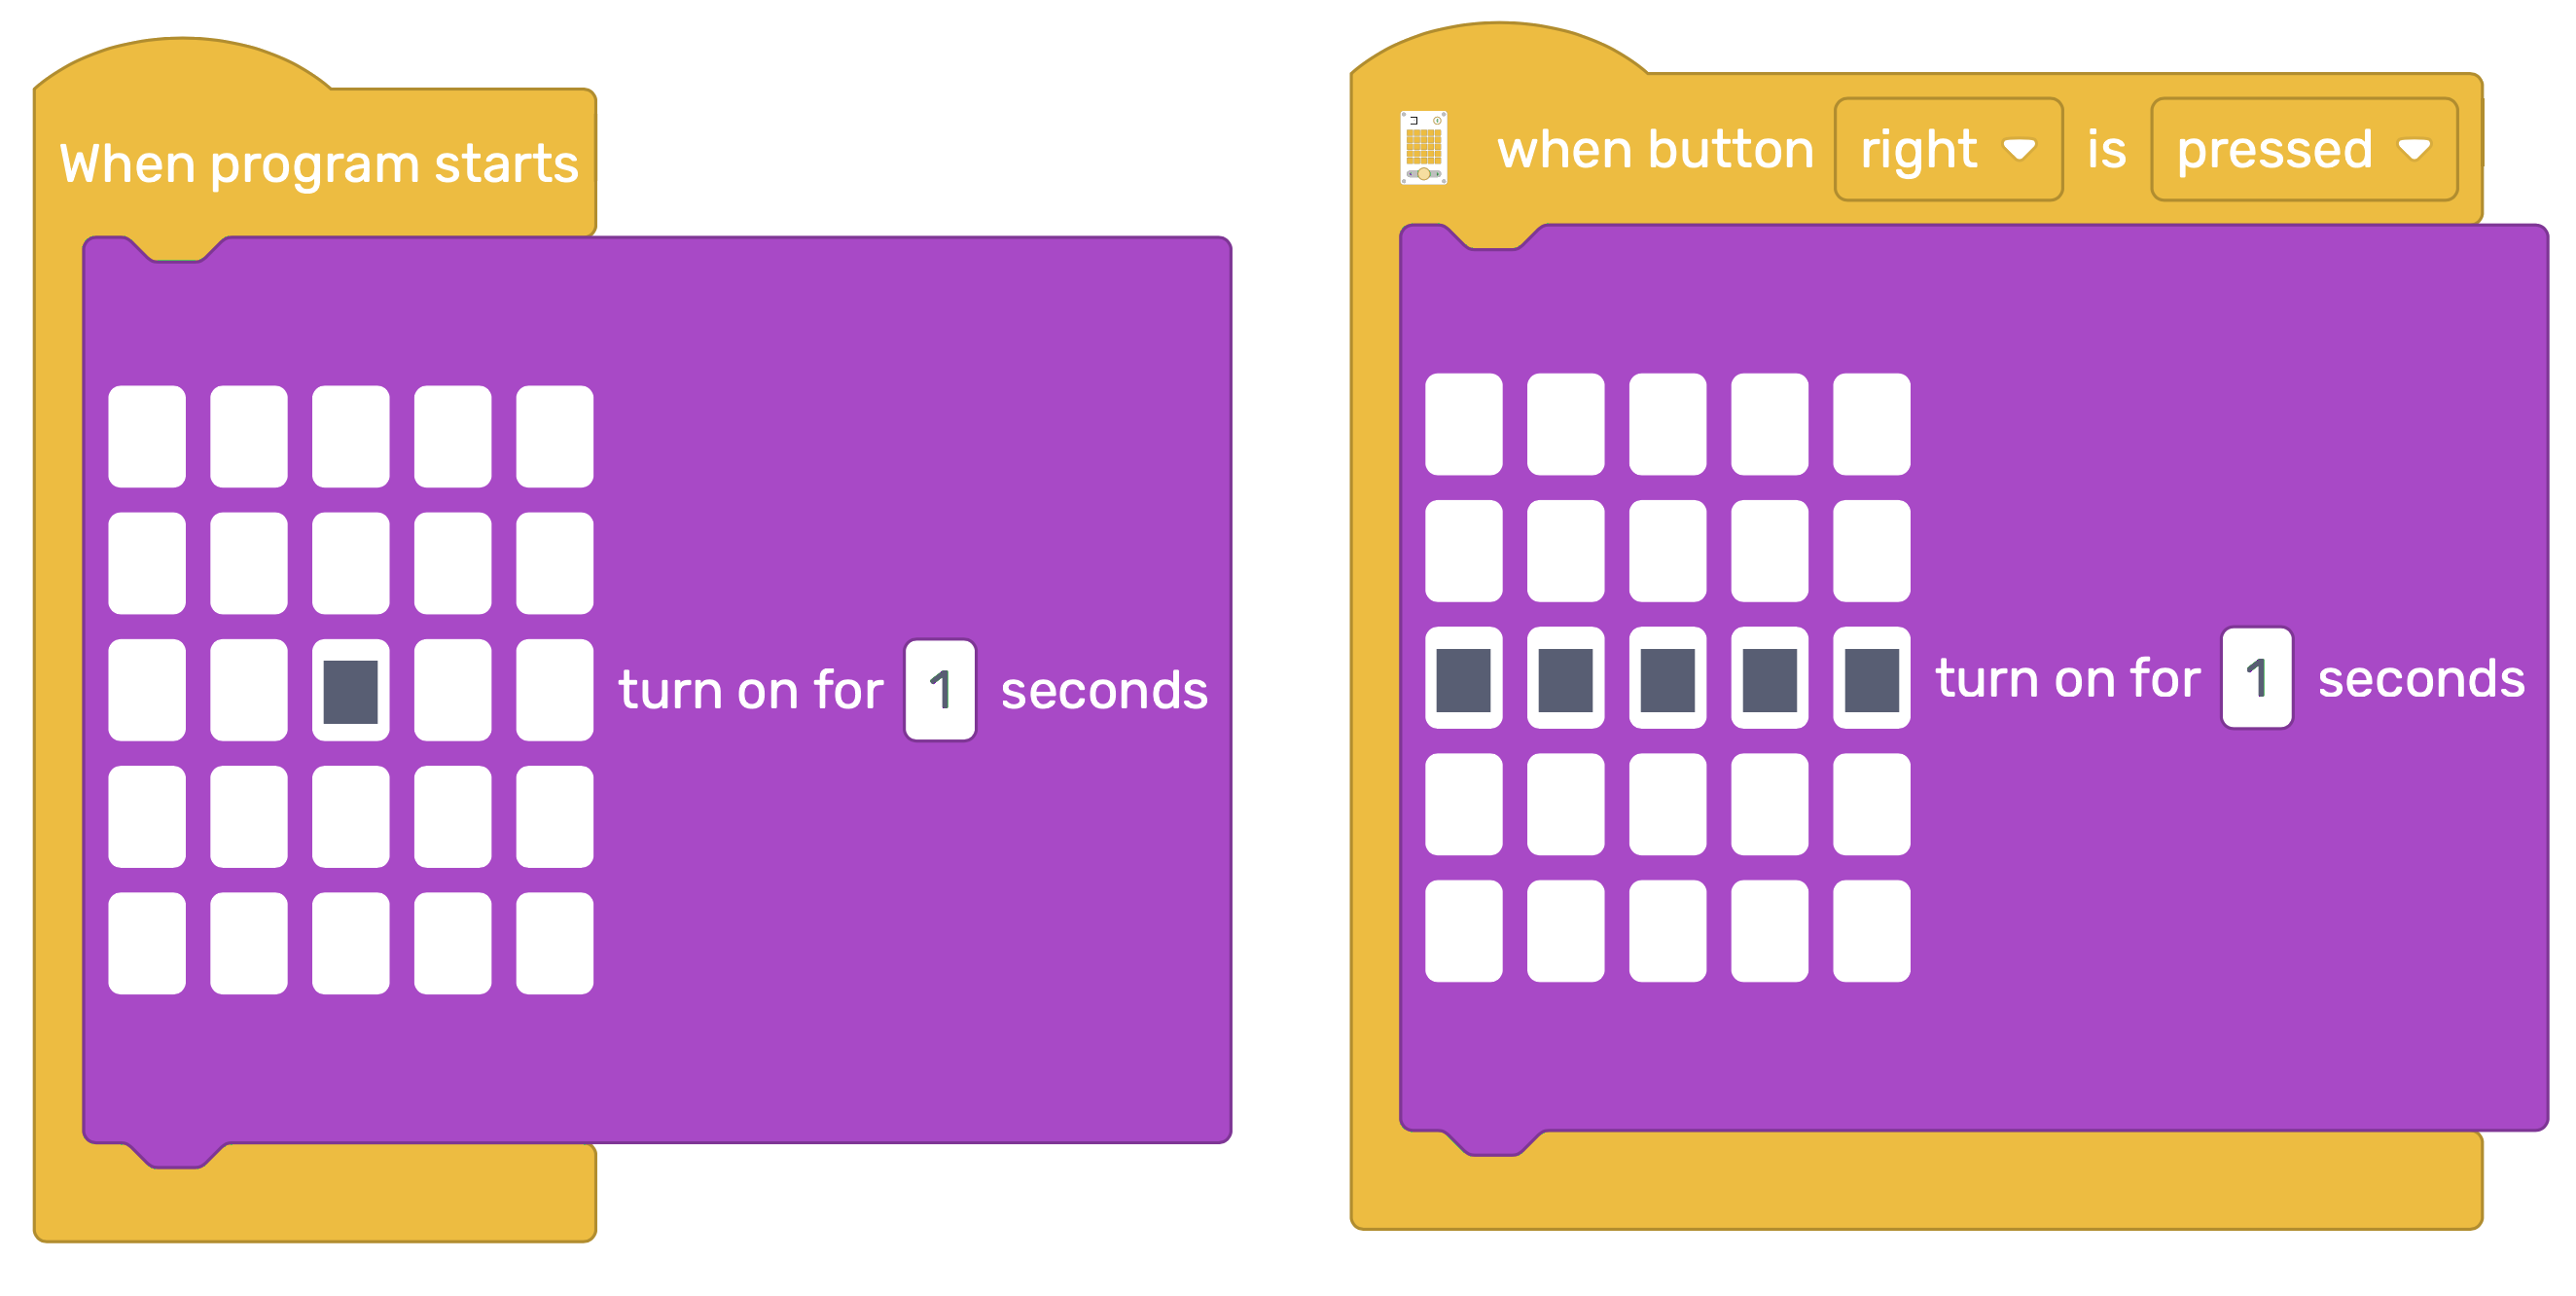 When program starts
turn on for 1 seconds
when button right is pressed
turn on for 1 seconds